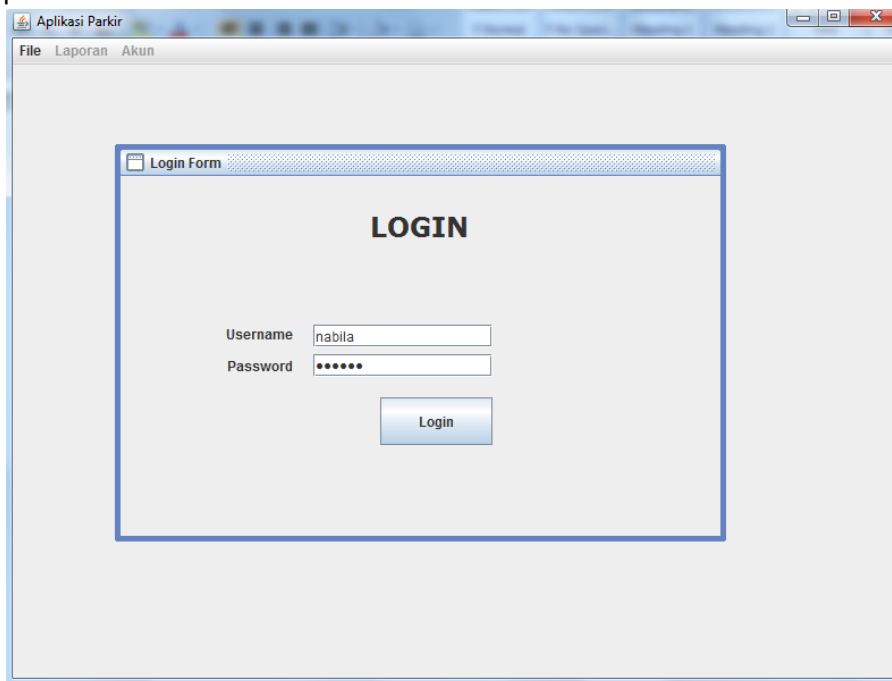 Aplikasi Parkir
File Laporan Akun
Login Form
LOGIN
Username nabila
Password ••••••
Login